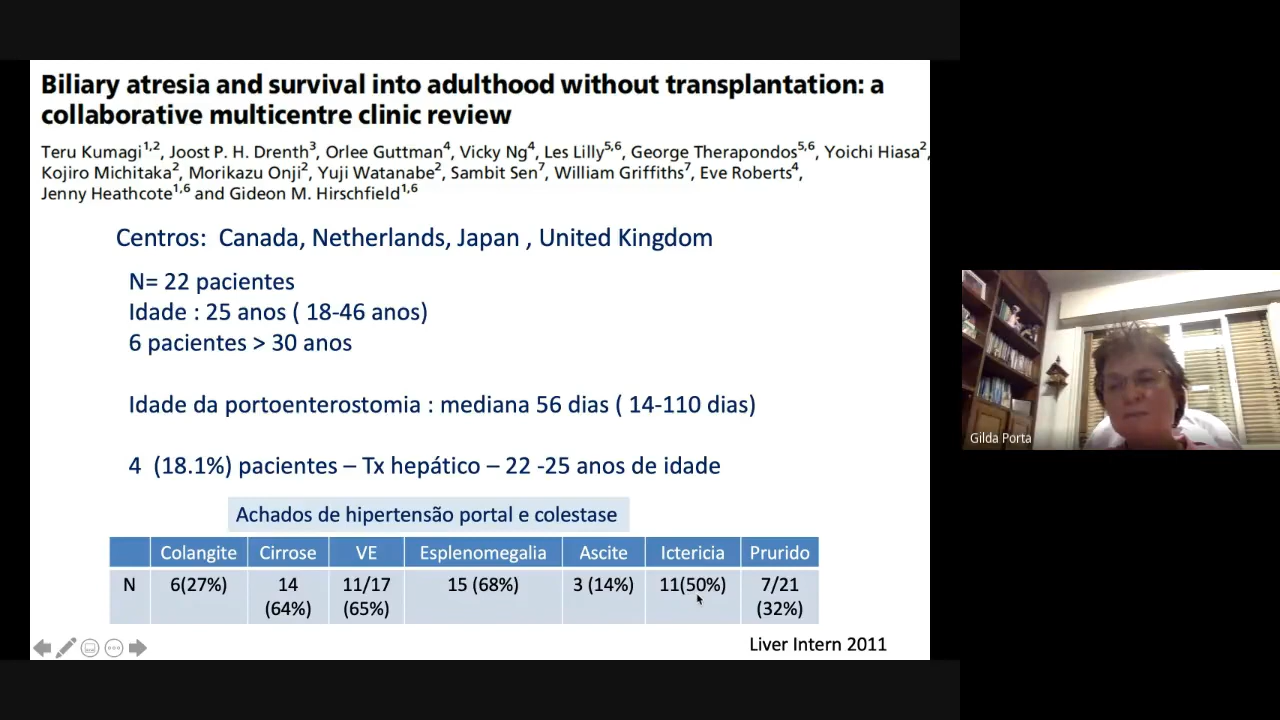 Biliary atresia and survival into adulthood without transplantation: a
collaborative multicentre clinic review
Teru Kumagi1,2, Joost P. H. Drenth3, Orlee Guttman4, Vicky Ng4, Les Lilly5,6, George Therapondos5,6, Yoichi Hiasa2,
Kojiro Michitaka2, Morikazu Onji2, Yuji Watanabe2, Sambit Sen7, William Griffiths7, Eve Roberts4,
Jenny Heathcote1,6 and Gideon M. Hirschfield1,6
Centros: Canada, Netherlands, Japan , United Kingdom
N= 22 pacientes
Idade : 25 anos ( 18-46 anos)
6 pacientes > 30 anos
Idade da portoenterostomia : mediana 56 dias ( 14-110 dias)
4 (18.1%) pacientes – Tx hepático – 22 -25 anos de idade
Achados de hipertensão portal e colestase
Colangite Cirrose VE Esplenomegalia Ascite Ictericia Prurido
N 6(27%) 14 11/17 15 (68%) 3 (14%) 11(50%) 7/21
(64%) (65%) (32%)
Liver Intern 2011
Gilda Porta